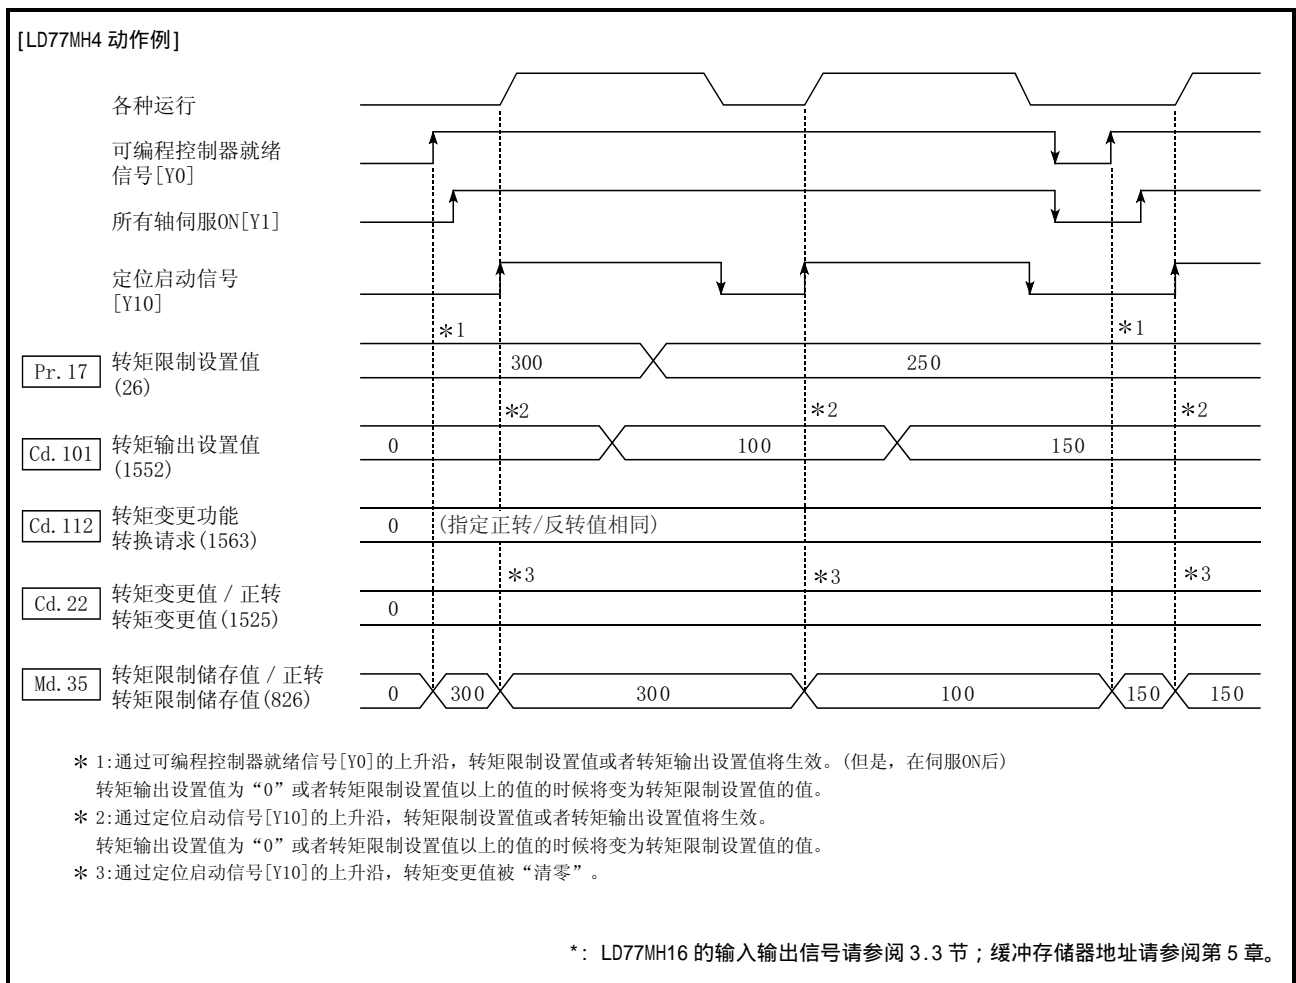 [LD77MH4 动作例]
各种运行
可编程控制器就绪
信号[Y0]
所有轴伺服ON[Y1]
定位启动信号
[Y10]
*1 *1
Pr.17 转矩限制设置值 300 250
(26)
*2 *2 *2
Cd.101 转矩输出设置值 0 100 150
(1552)
Cd.112 转矩变更功能 0 (指定正转/反转值相同)
转换请求(1563)
*3 *3 *3
Cd.22 转矩变更值/正转 0
转矩变更值(1525)
Md.35 转矩限制储存值/正转 0 300 300 100 150 150
转矩限制储存值(826)
* 1:通过可编程控制器就绪信号[Y0]的上升沿，转矩限制设置值或者转矩输出设置值将生效。(但是，在伺服ON后)
转矩输出设置值为“0”或者转矩限制设置值以上的值的时候将变为转矩限制设置值的值。
* 2:通过定位启动信号[Y10]的上升沿，转矩限制设置值或者转矩输出设置值将生效。
转矩输出设置值为“0”或者转矩限制设置值以上的值的时候将变为转矩限制设置值的值。
* 3:通过定位启动信号[Y10]的上升沿，转矩变更值被“清零”。
*: LD77MH16 的输入输出信号请参阅 3.3 节；缓冲存储器地址请参阅第 5 章。